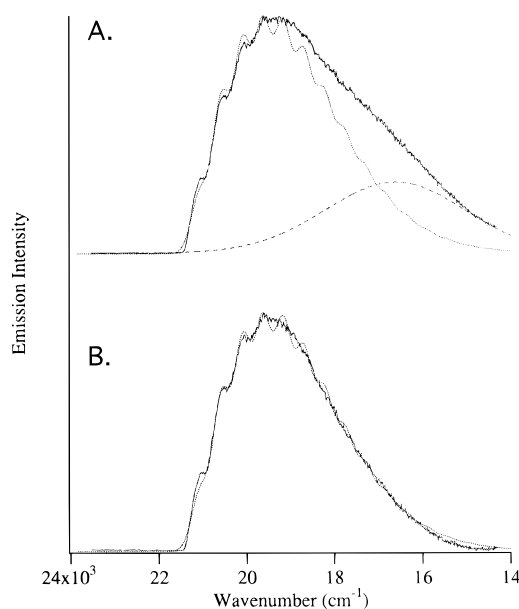 A.
Emission Intensity
B.
24x10³ 22 20 18 16 14
Wavenumber (cm⁻¹)